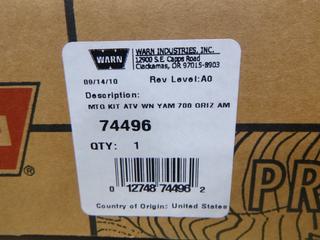 WARN
WARN INDUSTRIES, INC.
12900 S.E. Capps Road
Clackamas, OR 97015-8903
09/14/10 Rev Level:A0
Description:
MTG KIT ATV WN YAM 700 GRIZ AM
74496
QTY: 1
0 12748 74496 2
Country of Origin: United States
PR